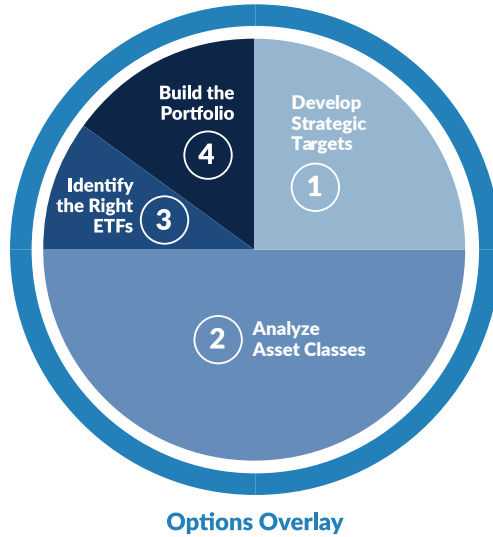 Develop
Strategic
Targets
1
2
Analyze
Asset Classes
Identify
the Right
ETFs
3
Build the
Portfolio
4
Options Overlay